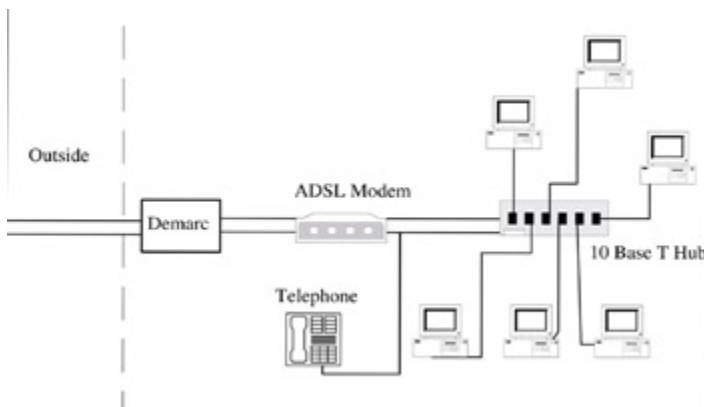 Outside
Demarc
ADSL Modem
10 Base T Hub
Telephone